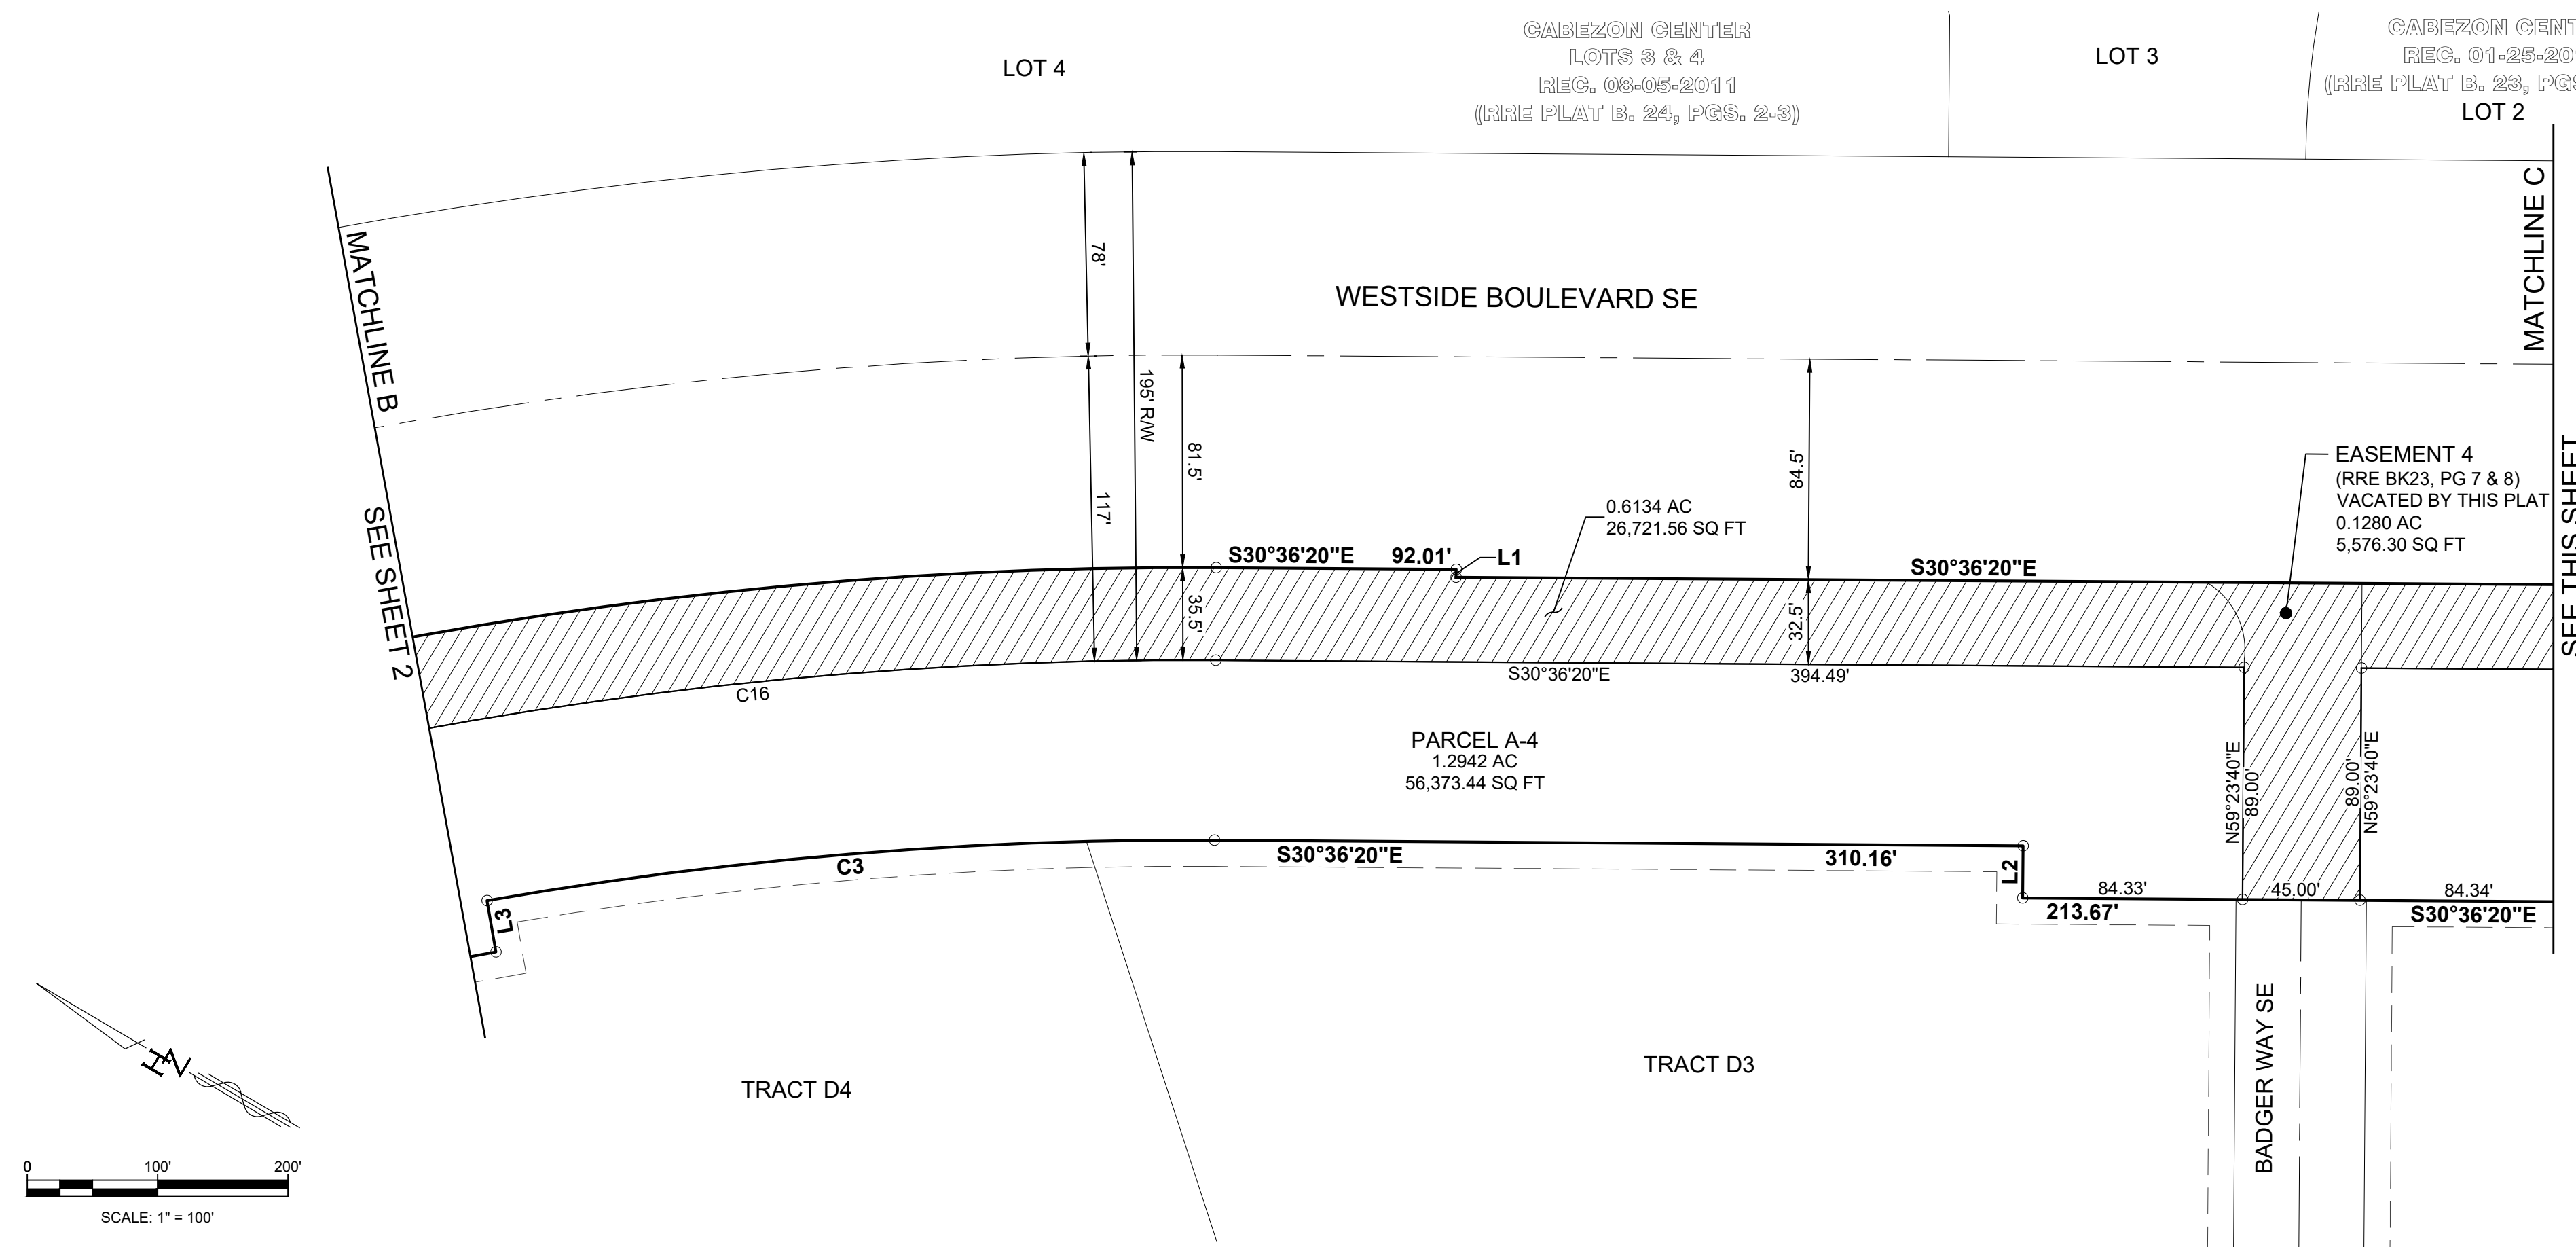 CABEZON CENTER
LOTS 3 & 4
REC. 08-05-2011
(RRE PLAT B. 24, PGS. 2-3)
LOT 4
LOT 3
CABEZON CENT
REC. 01-25-20
(RRE PLAT B. 23, PGS
LOT 2
MATCHLINE B
SEE SHEET 2
MATCHLINE C
SEE THIS SHEET
78'
117'
195' R/W
81.5'
35.5'
WESTSIDE BOULEVARD SE
84.5'
32.5'
EASEMENT 4
(RRE BK23, PG 7 & 8)
VACATED BY THIS PLAT
0.1280 AC
5,576.30 SQ FT
0.6134 AC
26,721.56 SQ FT
S30°36'20"E 92.01'
L1
S30°36'20"E
C16
S30°36'20"E 394.49'
PARCEL A-4
1.2942 AC
56,373.44 SQ FT
N59°23'40"E
89.00'
89.00'
N59°23'40"E
C3
S30°36'20"E 310.16'
L2
L3
84.33'
45.00'
84.34'
213.67'
S30°36'20"E
TRACT D4
TRACT D3
BADGER WAY SE
N
0 100' 200'
SCALE: 1" = 100'